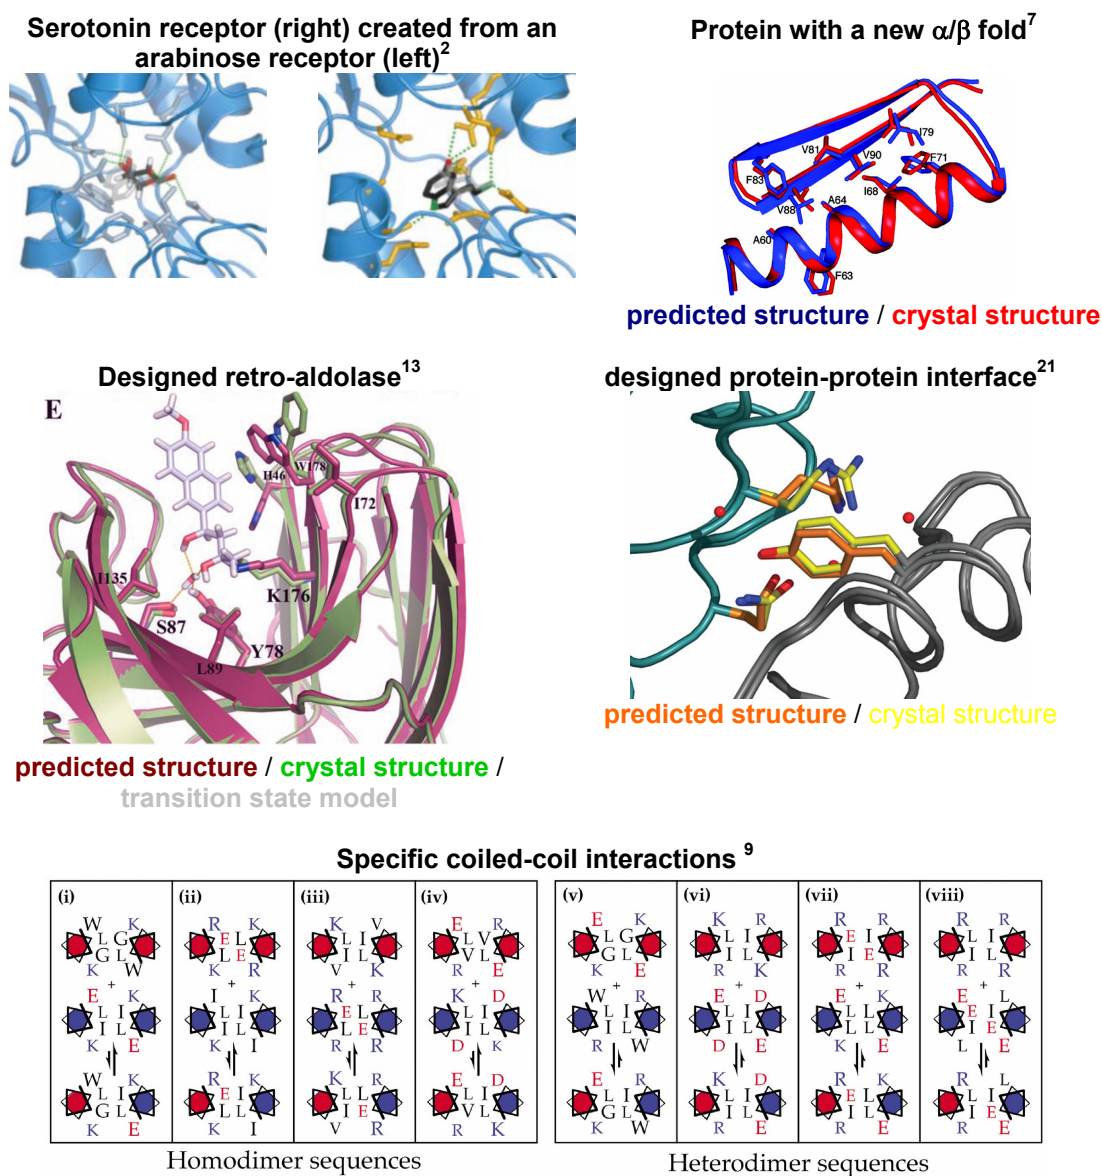 Serotonin receptor (right) created from an
arabinose receptor (left)²
Protein with a new α/β fold⁷
I79
V81
V90
F71
F83
I68
V88
A64
A60
F63
predicted structure / crystal structure
Designed retro-aldolase¹³
E
H46
W178
I72
I135
K176
S87
Y78
L89
predicted structure / crystal structure /
transition state model
designed protein-protein interface²¹
predicted structure / crystal structure
Specific coiled-coil interactions ⁹
(i) (ii) (iii) (iv) (v) (vi) (vii) (viii)
W K R K K V E R E K K R R R R R
L G E L L I L V L G L I E I L I
G L L E I L V L G L I L I E I L
K W K R V K R E K E R K R R R R
+ + + + + + + +
E K I K R R K D W R E D E K E L
L I L I E L L I L I L I L L E I
I L I L L E I L I L I L L L I E
K E K I R R D K R W D E K E L E
W K R K K R E D E R K D R K R L
L I E I L L L I L I L I E L L I
G L L L I E V L G L I L I L I E
K E K I V R R K K W R E R E R E
Homodimer sequences
Heterodimer sequences